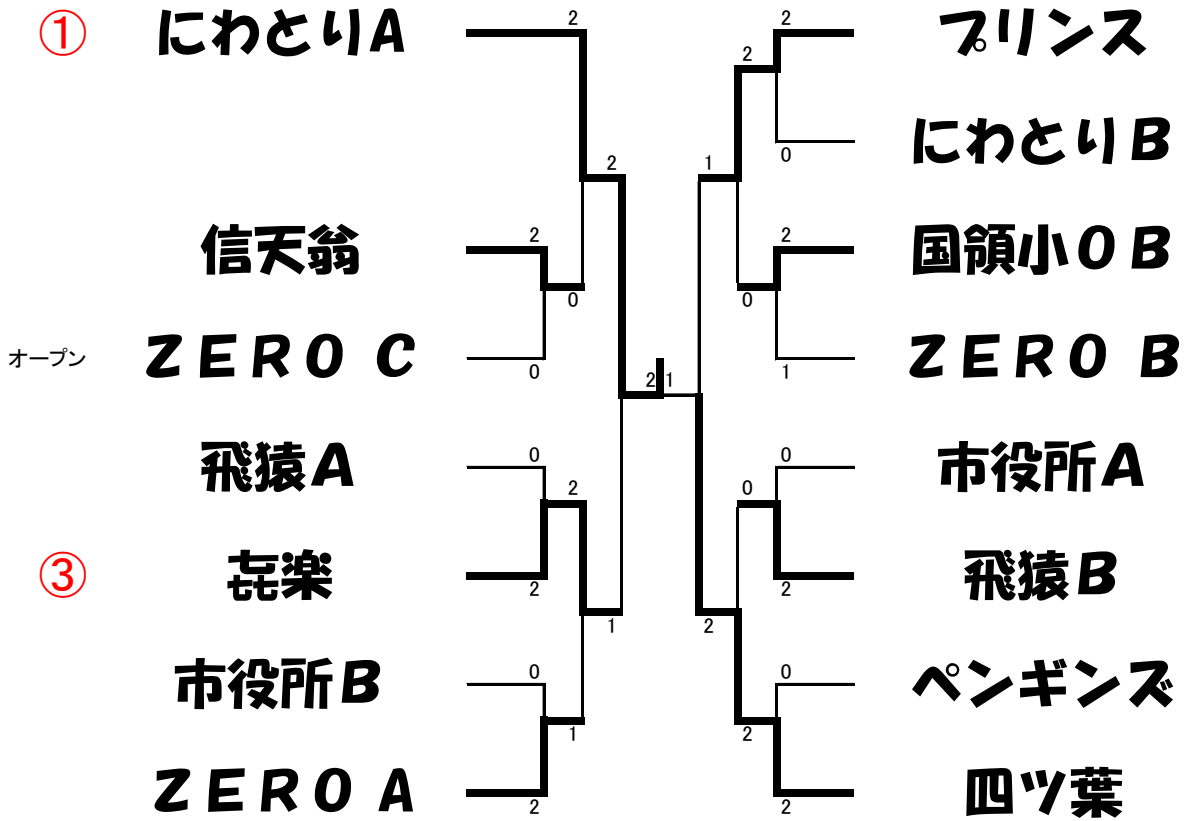 ① にわとりA 2 2 プリンス
2
にわとりB
0
2 1
信天翁 2 2 国領小OB
0 0
オープン ZERO C 0 1 ZERO B
2 1
飛猿A 0 0 市役所A
2 0
③ 㐂楽 2 2 飛猿B
1 2
市役所B 0 0 ペンギンズ
1 2
ZERO A 2 2 四ツ葉